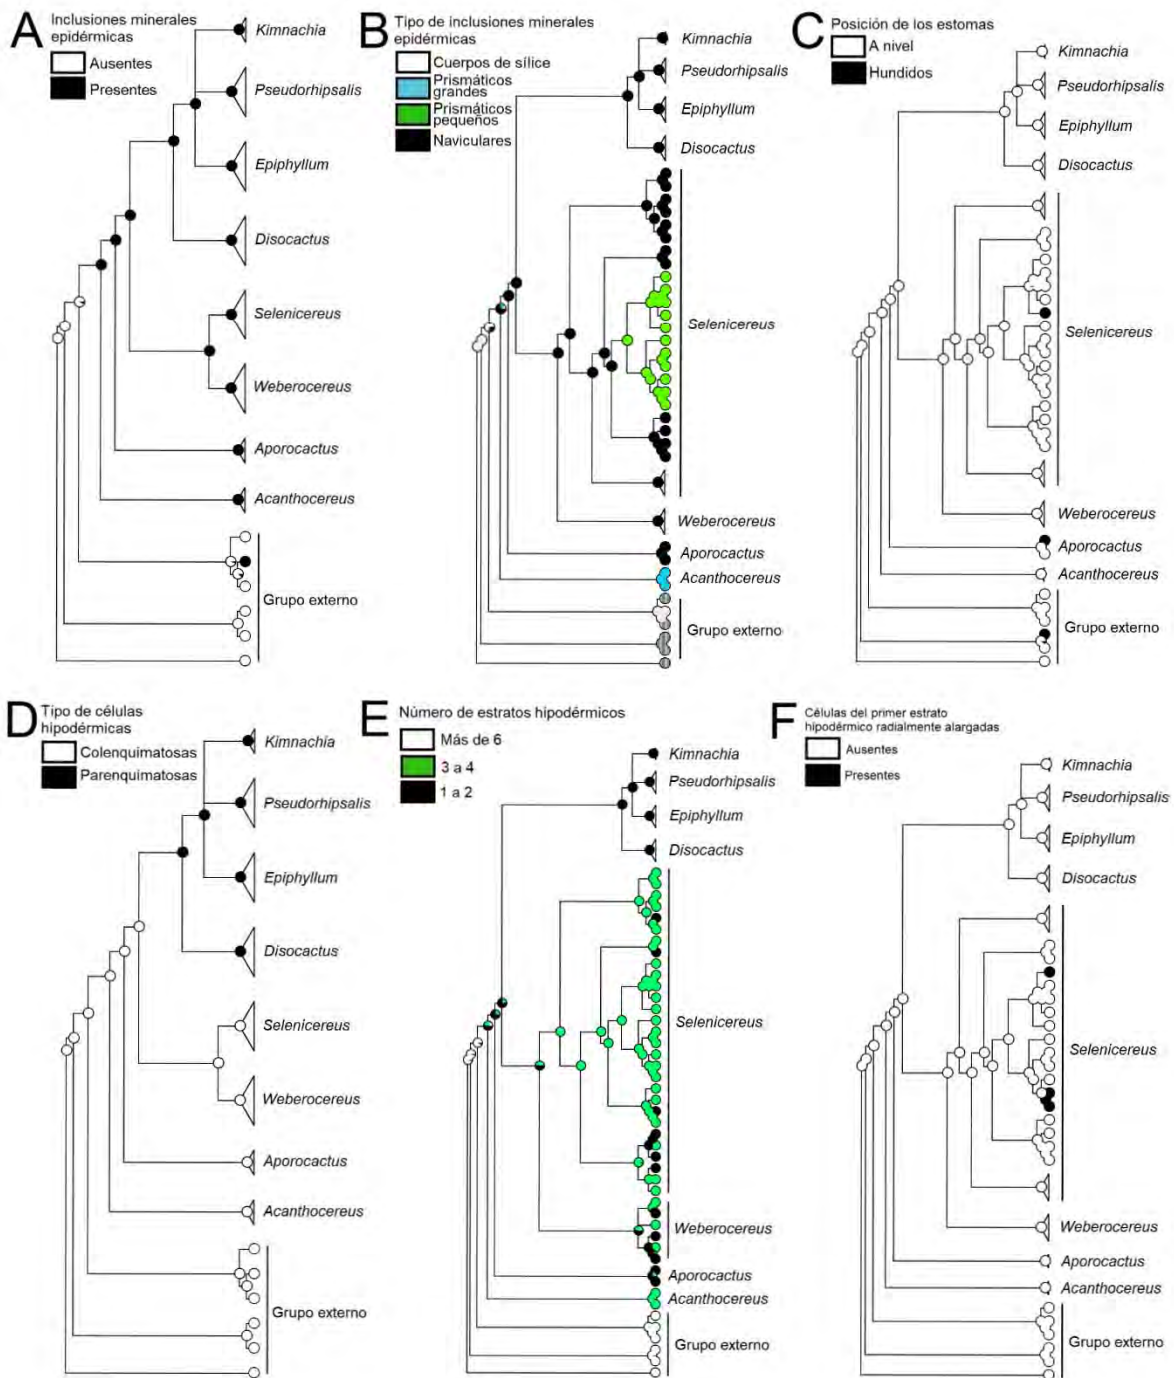 A
Inclusiones minerales
epidérmicas
Ausentes
Presentes
Kimnachia
Pseudorhipsalis
Epiphyllum
Disocactus
Selenicereus
Weberocereus
Aporocactus
Acanthocereus
Grupo externo
B
Tipo de inclusiones minerales
epidérmicas
Cuerpos de sílice
Prismáticos
grandes
Prismáticos
pequeños
Naviculares
Kimnachia
Pseudorhipsalis
Epiphyllum
Disocactus
Selenicereus
Weberocereus
Aporocactus
Acanthocereus
Grupo externo
C
Posición de los estomas
A nivel
Hundidos
Kimnachia
Pseudorhipsalis
Epiphyllum
Disocactus
Selenicereus
Weberocereus
Aporocactus
Acanthocereus
Grupo externo
D
Tipo de células
hipodérmicas
Colenquimatosas
Parenquimatosas
Kimnachia
Pseudorhipsalis
Epiphyllum
Disocactus
Selenicereus
Weberocereus
Aporocactus
Acanthocereus
Grupo externo
E
Número de estratos hipodérmicos
Más de 6
3 a 4
1 a 2
Kimnachia
Pseudorhipsalis
Epiphyllum
Disocactus
Selenicereus
Weberocereus
Aporocactus
Acanthocereus
Grupo externo
F
Células del primer estrato
hipodérmico radialmente alargadas
Ausentes
Presentes
Kimnachia
Pseudorhipsalis
Epiphyllum
Disocactus
Selenicereus
Weberocereus
Aporocactus
Acanthocereus
Grupo externo